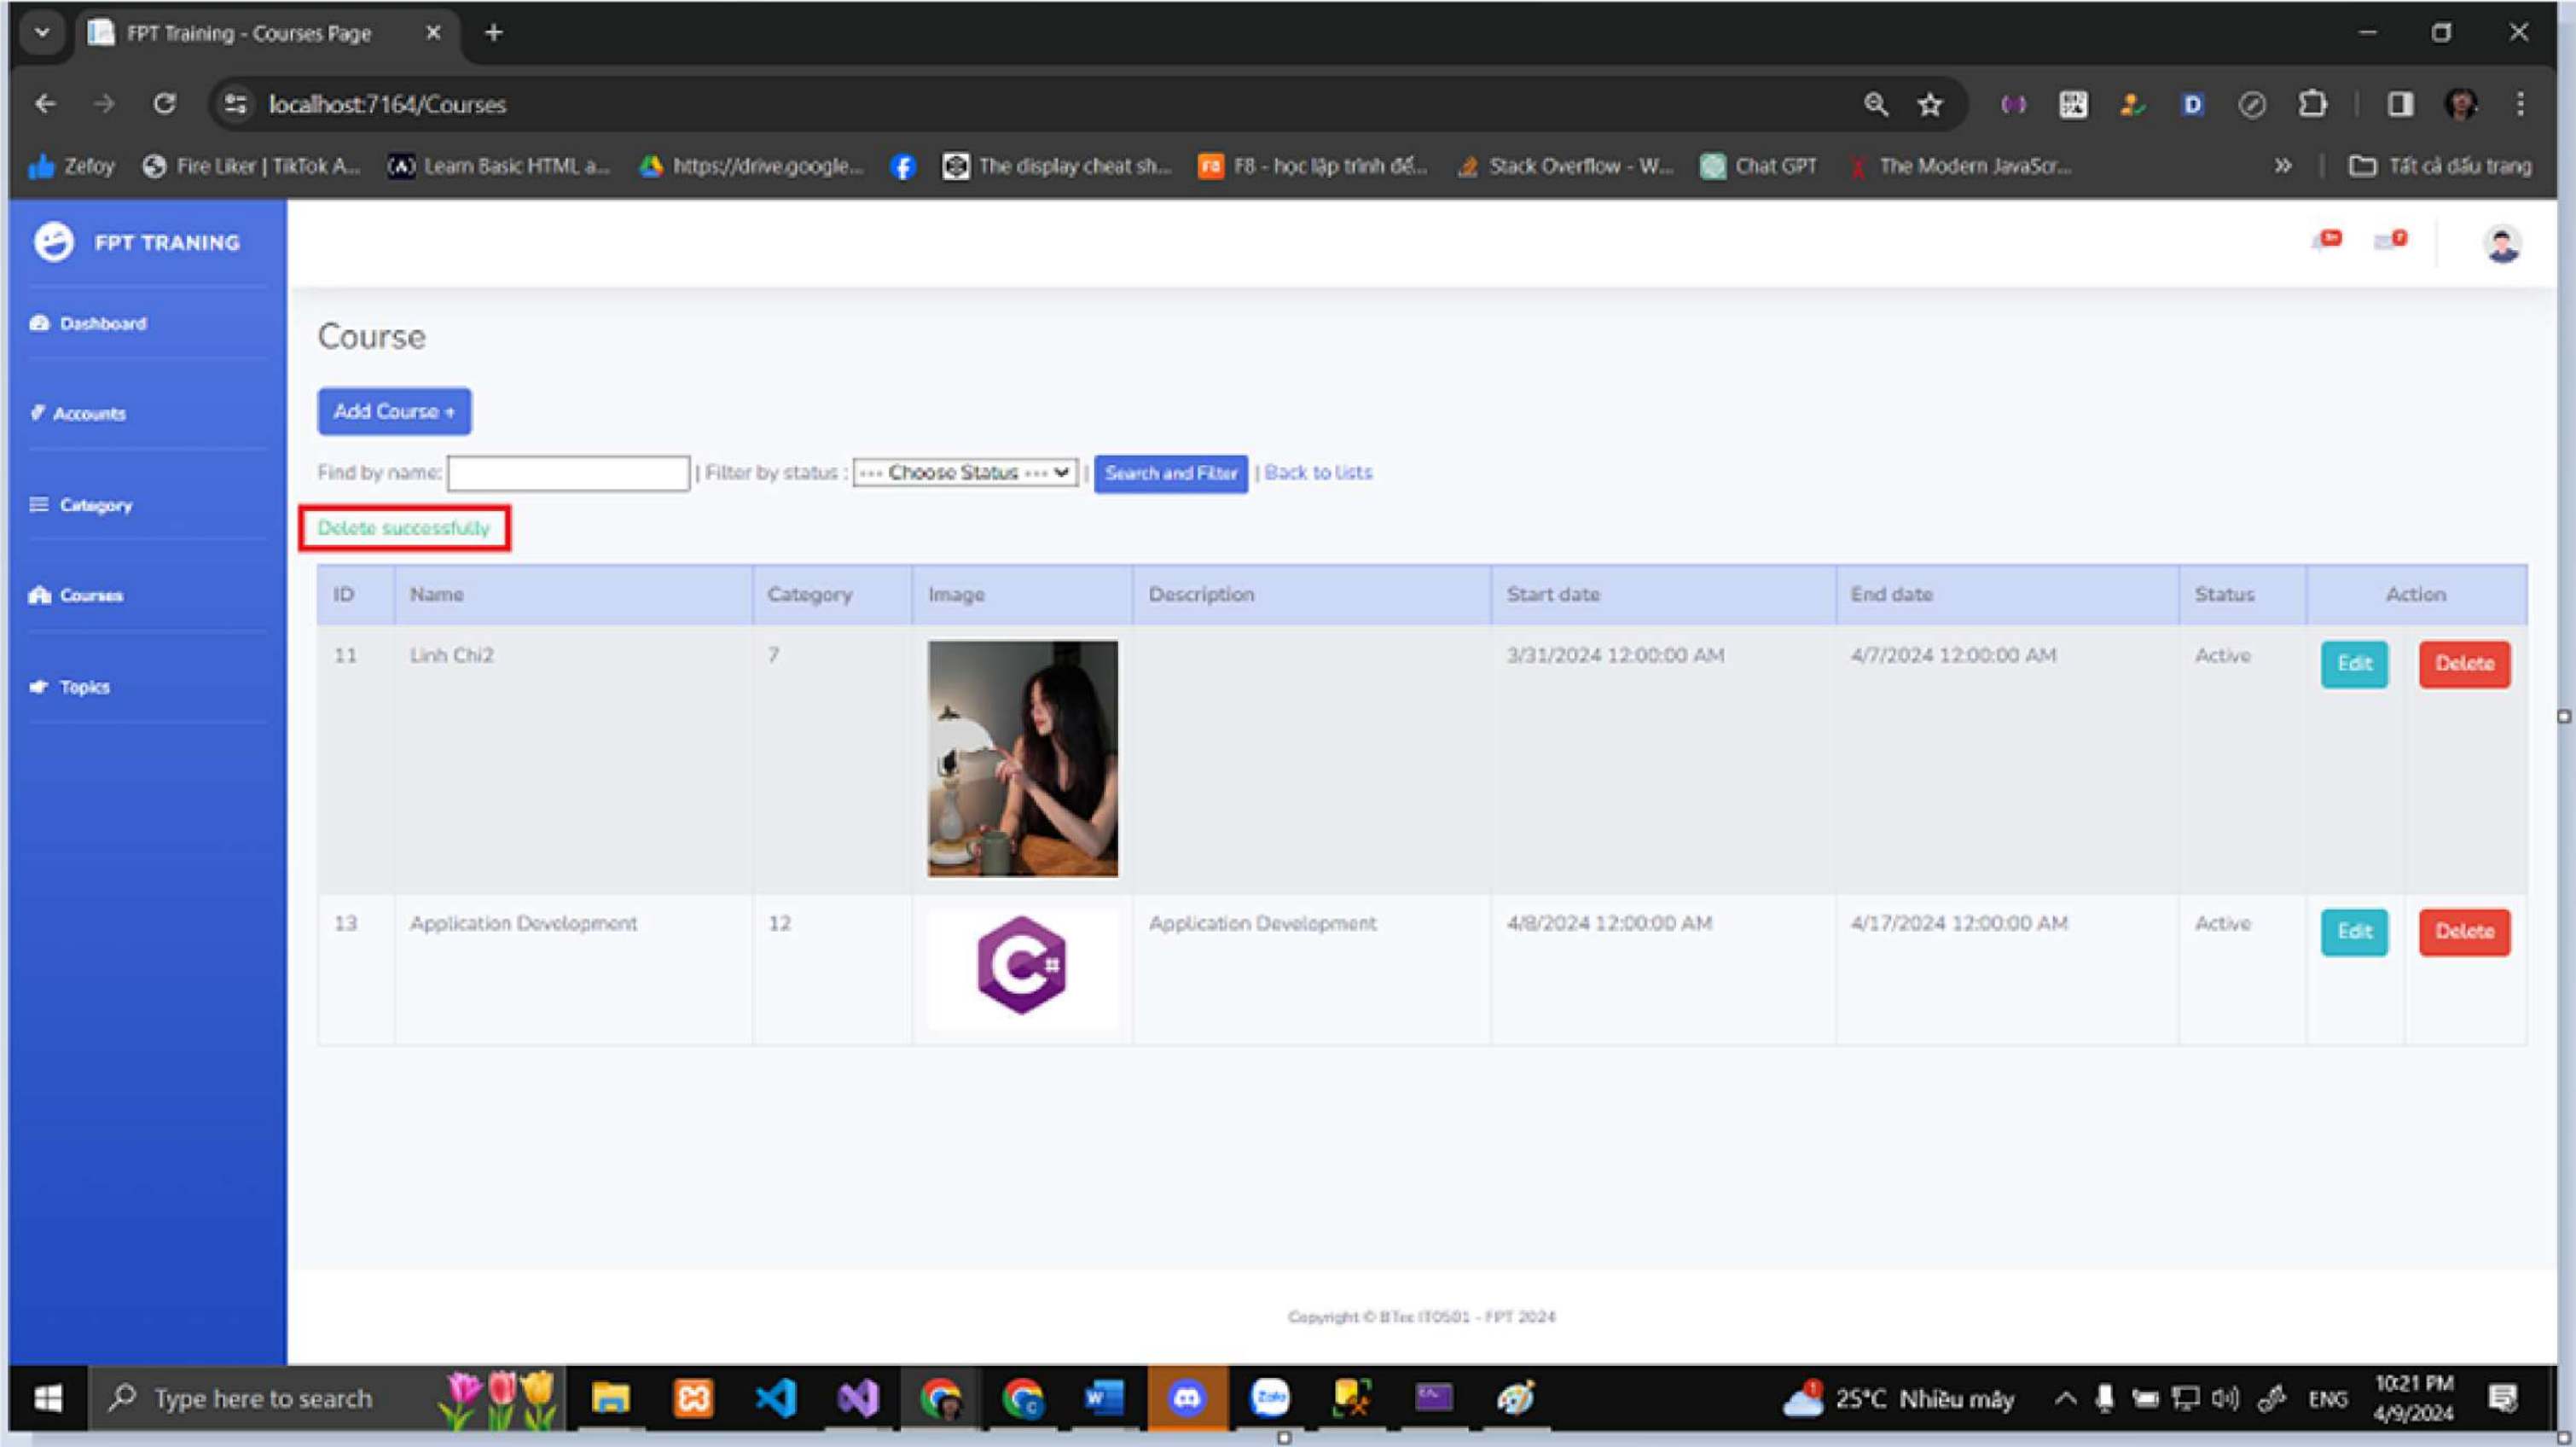 FPT Training - Courses Page
localhost:7164/Courses
Zefoy
Fire Liker | TikTok A...
Learn Basic HTML a...
https://drive.google...
The display cheat sh...
F8 - học lập trình để...
Stack Overflow - W...
Chat GPT
The Modern JavaScr...
Tất cả dấu trang
FPT TRANING
Dashboard
Accounts
Category
Courses
Topics
Course
Add Course +
Find by name: | Filter by status : --- Choose Status --- | Search and Filter | Back to lists
Delete successfully
ID Name Category Image Description Start date End date Status Action
11 Linh Chi2 7 3/31/2024 12:00:00 AM 4/7/2024 12:00:00 AM Active Edit Delete
13 Application Development 12 C# Application Development 4/8/2024 12:00:00 AM 4/17/2024 12:00:00 AM Active Edit Delete
Copyright © BTec IT0501 - FPT 2024
Type here to search
25°C Nhiều mây
ENG
10:21 PM
4/9/2024